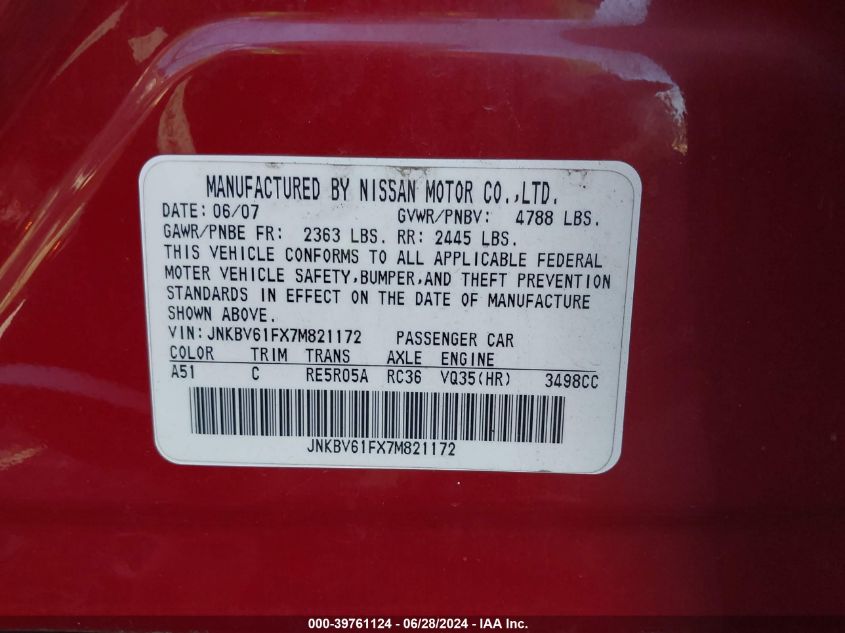 MANUFACTURED BY NISSAN MOTOR CO.,LTD.
DATE: 06/07 GVWR/PNBV: 4788 LBS.
GAWR/PNBE FR: 2363 LBS. RR: 2445 LBS.
THIS VEHICLE CONFORMS TO ALL APPLICABLE FEDERAL
MOTER VEHICLE SAFETY,BUMPER,AND THEFT PREVENTION
STANDARDS IN EFFECT ON THE DATE OF MANUFACTURE
SHOWN ABOVE.
VIN:JNKBV61FX7M821172 PASSENGER CAR
COLOR TRIM TRANS AXLE ENGINE
A51 C RE5R05A RC36 VQ35(HR) 3498CC
JNKBV61FX7M821172
000-39761124 - 06/28/2024 - IAA Inc.